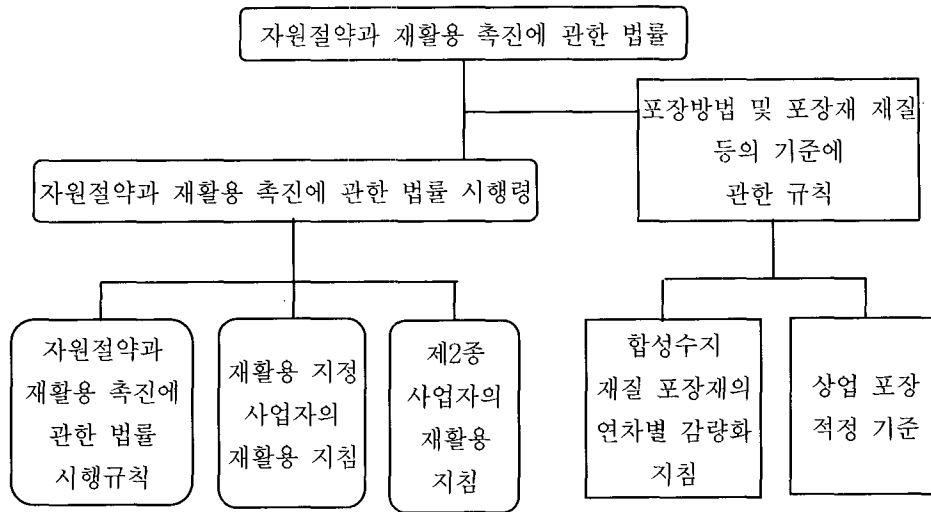 자원절약과 재활용 촉진에 관한 법률
포장방법 및 포장재 재질
등의 기준에
관한 규칙
자원절약과 재활용 촉진에 관한 법률 시행령
자원절약과
재활용 촉진에
관한 법률
시행규칙
재활용 지정
사업자의
재활용 지침
제2종
사업자의
재활용
지침
합성수지
재질 포장재의
연차별 감량화
지침
상업 포장
적정 기준